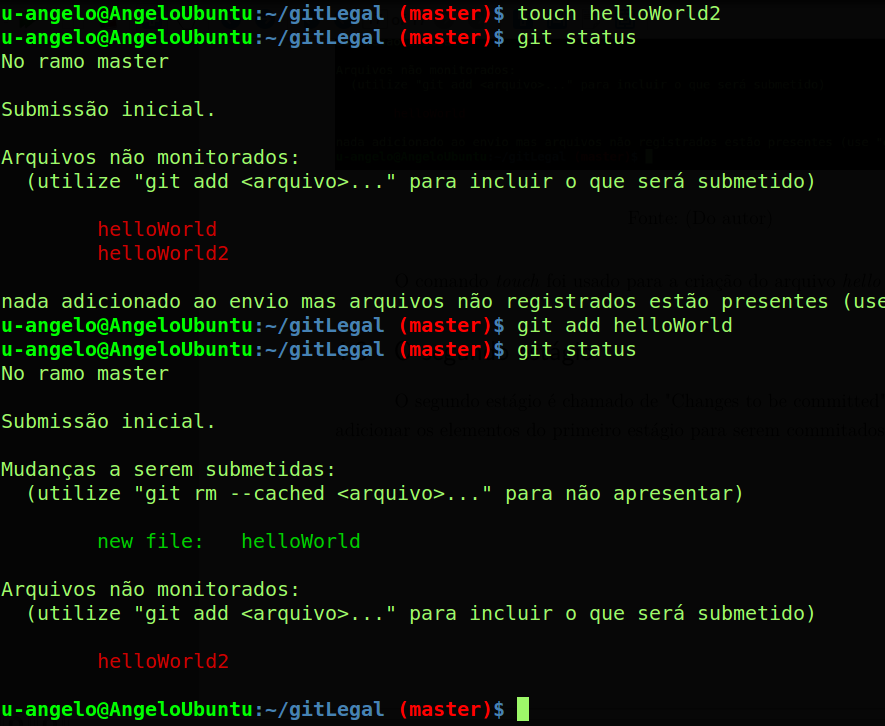 u-angelo@AngeloUbuntu:~/gitLegal (master)$ touch helloWorld2
u-angelo@AngeloUbuntu:~/gitLegal (master)$ git status
No ramo master
Submissão inicial.
Arquivos não monitorados:
(utilize "git add <arquivo>..." para incluir o que será submetido)
helloWorld
helloWorld2
nada adicionado ao envio mas arquivos não registrados estão presentes (use
u-angelo@AngeloUbuntu:~/gitLegal (master)$ git add helloWorld
u-angelo@AngeloUbuntu:~/gitLegal (master)$ git status
No ramo master
Submissão inicial.
Mudanças a serem submetidas:
(utilize "git rm --cached <arquivo>..." para não apresentar)
new file:   helloWorld
Arquivos não monitorados:
(utilize "git add <arquivo>..." para incluir o que será submetido)
helloWorld2
u-angelo@AngeloUbuntu:~/gitLegal (master)$